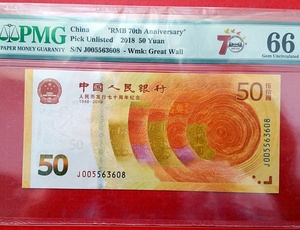 PMG
PAPER MONEY GUARANTY
China "RMB 70th Anniversary"
Pick Unlisted 2018 50 Yuan
S/N J005563608 - Wmk: Great Wall
70
66
Gem Uncirculated
中国人民银行
人民币发行七十周年纪念
1948-2018
50
伍拾圆
J005563608
50
J005563608